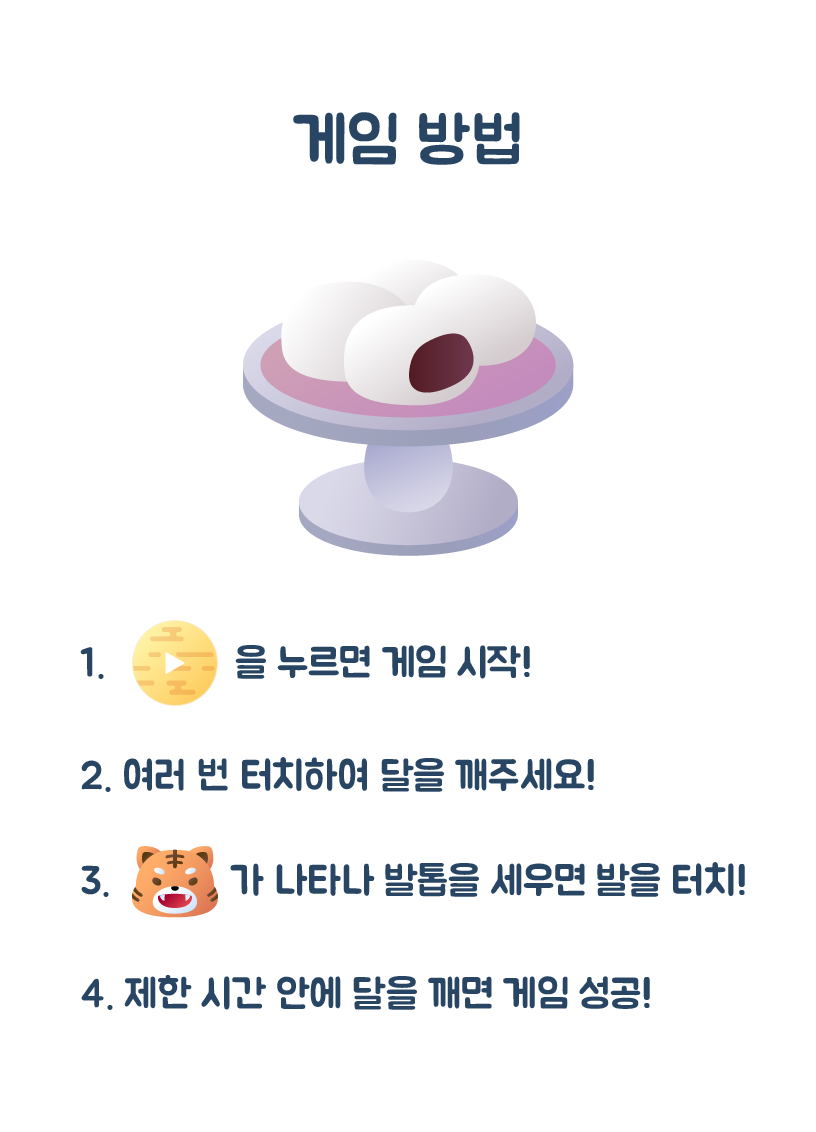 게임 방법
1. 을 누르면 게임 시작!
2. 여러 번 터치하여 달을 깨주세요!
3. 가 나타나 발톱을 세우면 발을 터치!
4. 제한 시간 안에 달을 깨면 게임 성공!